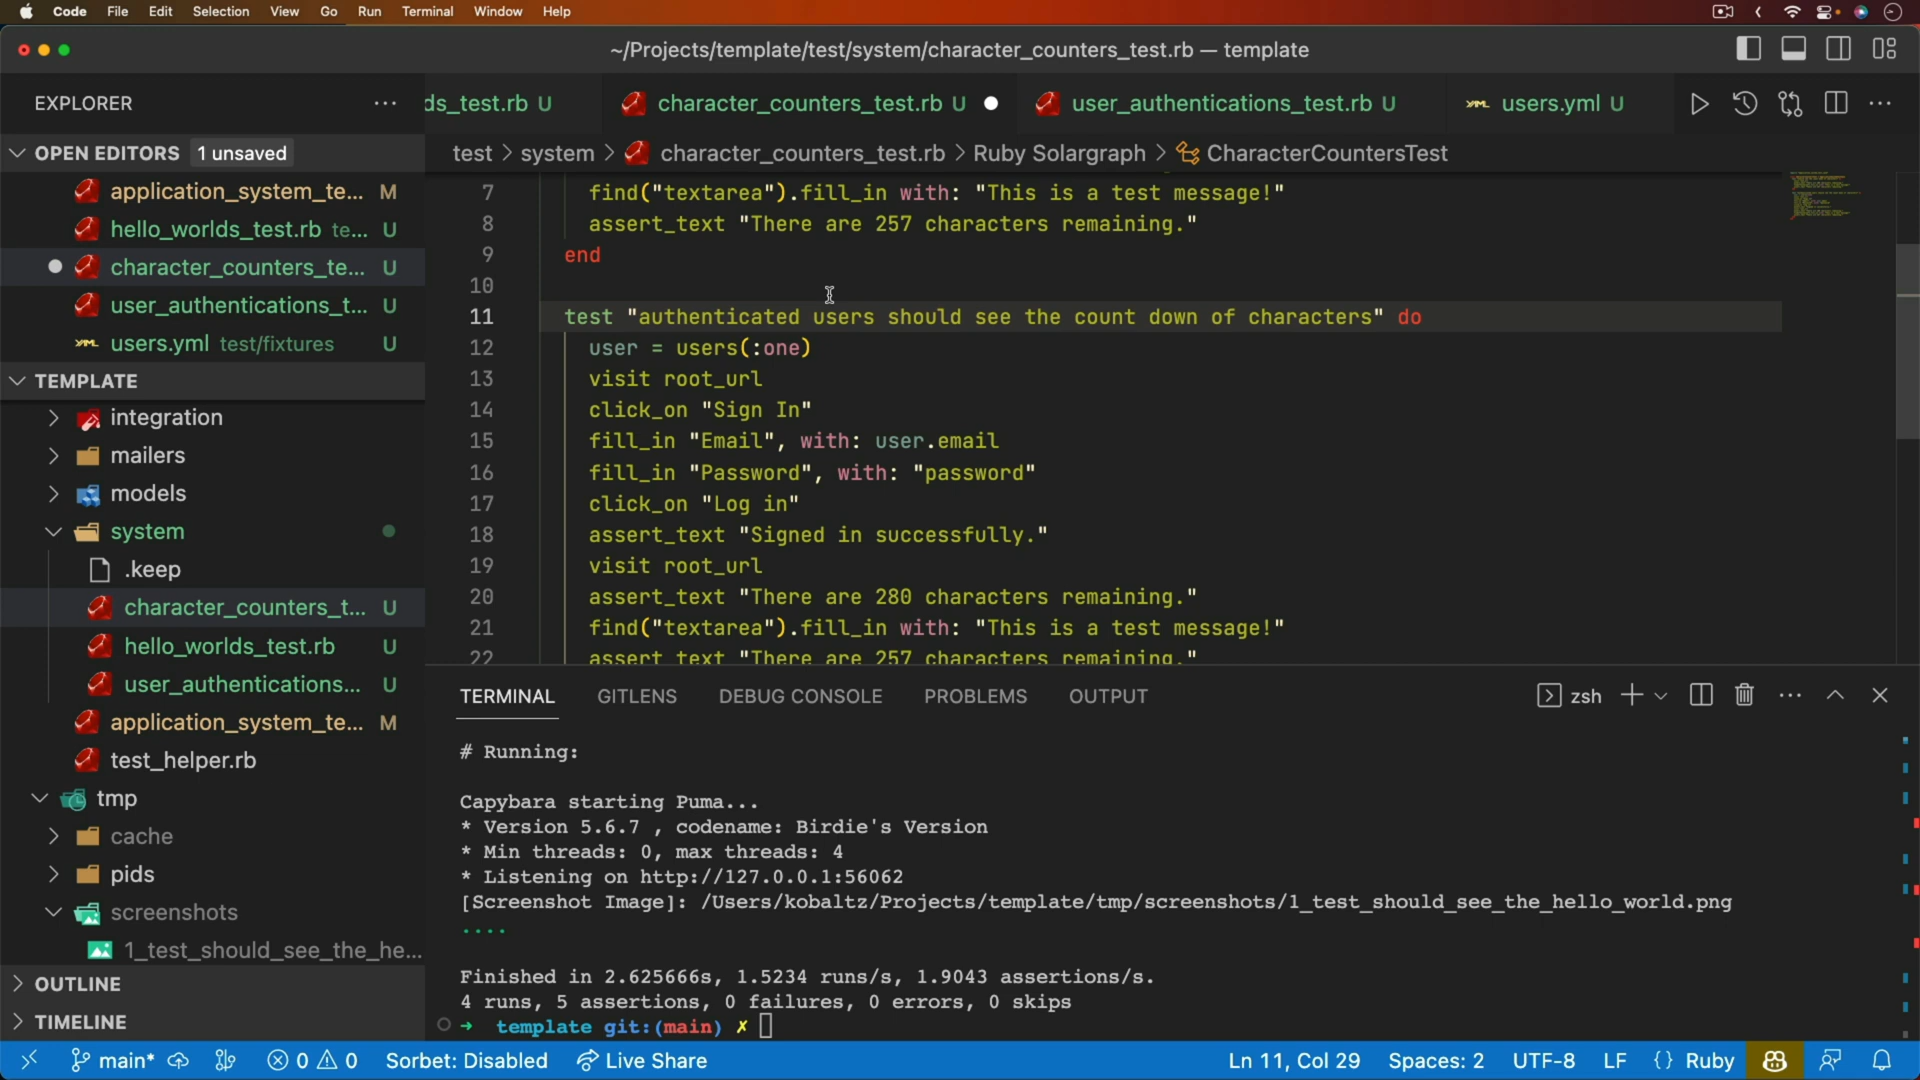 Code File Edit Selection View Go Run Terminal Window Help
~/Projects/template/test/system/character_counters_test.rb — template
EXPLORER
ds_test.rb U
character_counters_test.rb U
user_authentications_test.rb U
users.yml U
OPEN EDITORS 1 unsaved
application_system_te... M
hello_worlds_test.rb te... U
character_counters_te... U
user_authentications_t... U
users.yml test/fixtures U
TEMPLATE
integration
mailers
models
system
.keep
character_counters_t... U
hello_worlds_test.rb U
user_authentications... U
application_system_te... M
test_helper.rb
tmp
cache
pids
screenshots
1_test_should_see_the_he...
OUTLINE
TIMELINE
test > system > character_counters_test.rb > Ruby Solargraph > CharacterCountersTest
7 find("textarea").fill_in with: "This is a test message!"
8 assert_text "There are 257 characters remaining."
9 end
10
11 test "authenticated users should see the count down of characters" do
12 user = users(:one)
13 visit root_url
14 click_on "Sign In"
15 fill_in "Email", with: user.email
16 fill_in "Password", with: "password"
17 click_on "Log in"
18 assert_text "Signed in successfully."
19 visit root_url
20 assert_text "There are 280 characters remaining."
21 find("textarea").fill_in with: "This is a test message!"
22 assert_text "There are 257 characters remaining."
TERMINAL GITLENS DEBUG CONSOLE PROBLEMS OUTPUT
zsh
# Running:
Capybara starting Puma...
* Version 5.6.7 , codename: Birdie's Version
* Min threads: 0, max threads: 4
* Listening on http://127.0.0.1:56062
[Screenshot Image]: /Users/kobaltz/Projects/template/tmp/screenshots/1_test_should_see_the_hello_world.png
....
Finished in 2.625666s, 1.5234 runs/s, 1.9043 assertions/s.
4 runs, 5 assertions, 0 failures, 0 errors, 0 skips
➜ template git:(main) ✗
main* 0 0 Sorbet: Disabled Live Share Ln 11, Col 29 Spaces: 2 UTF-8 LF {} Ruby